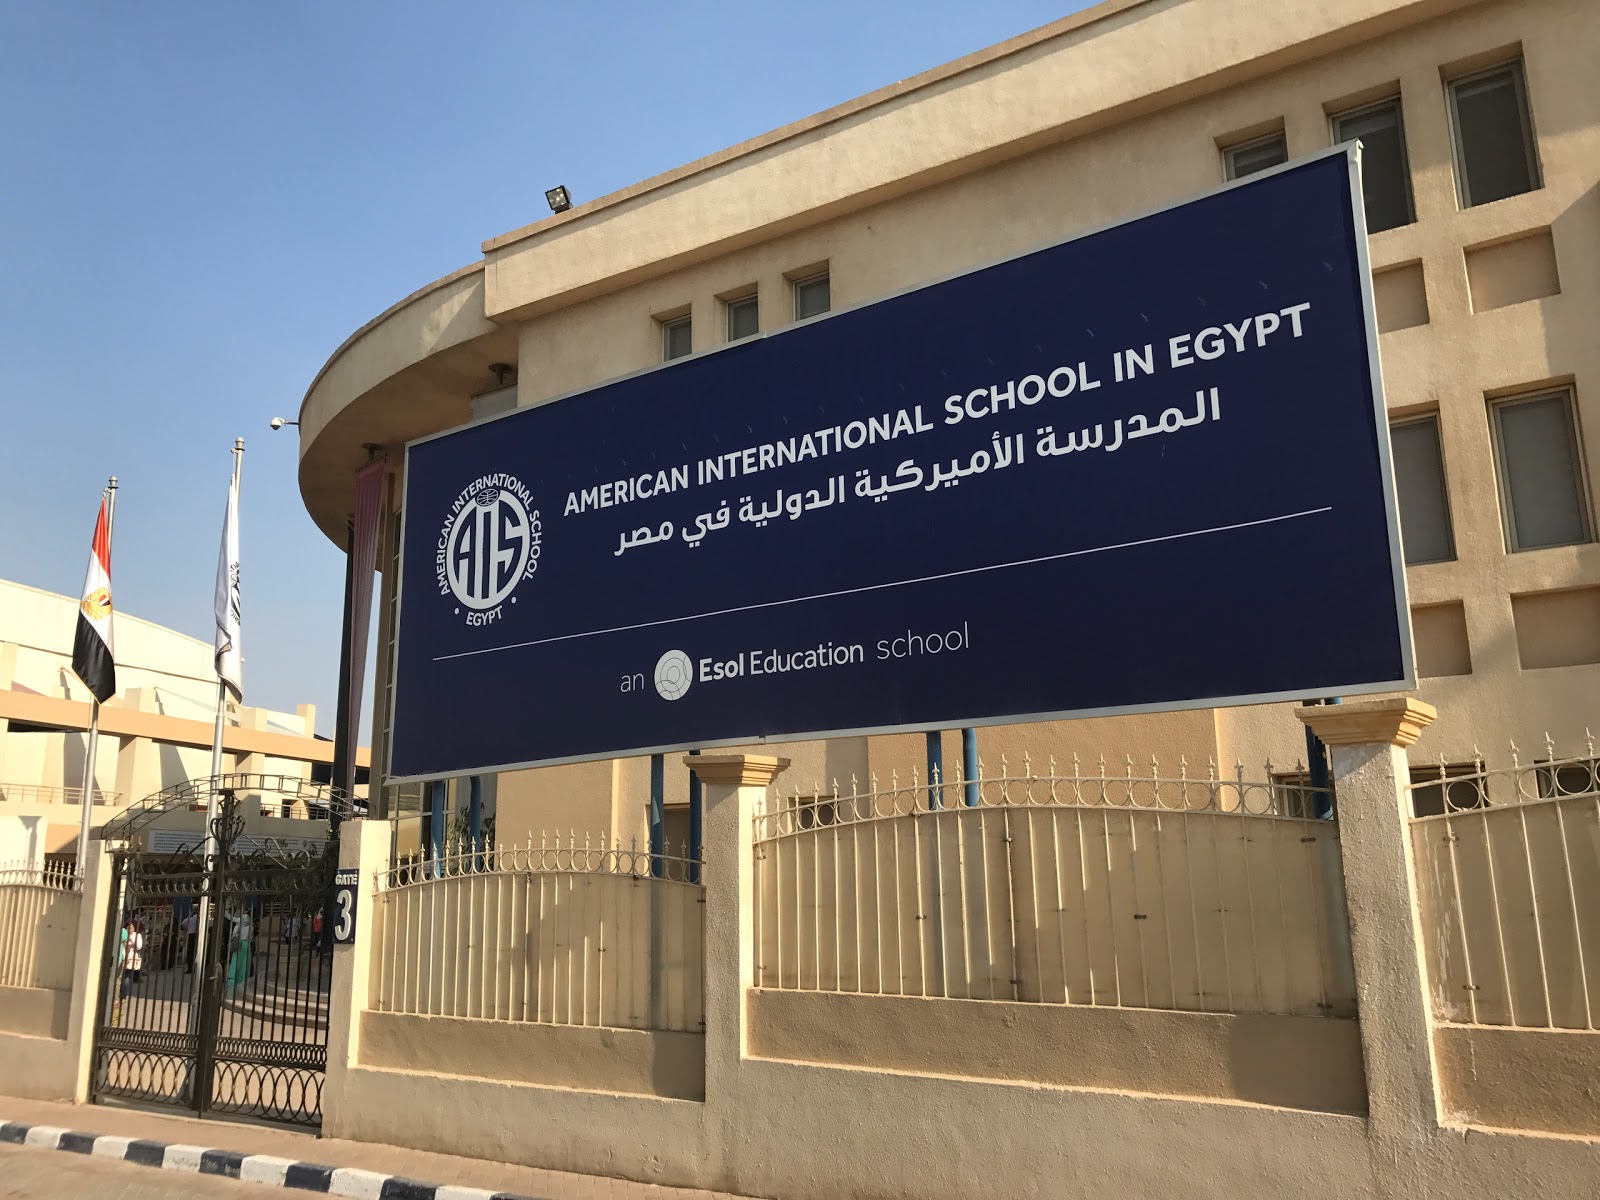 AMERICAN INTERNATIONAL SCHOOL IN EGYPT
المدرسة الأميركية الدولية في مصر
AMERICAN INTERNATIONAL SCHOOL
AIS
• EGYPT •
an Esol Education school
GATE
3